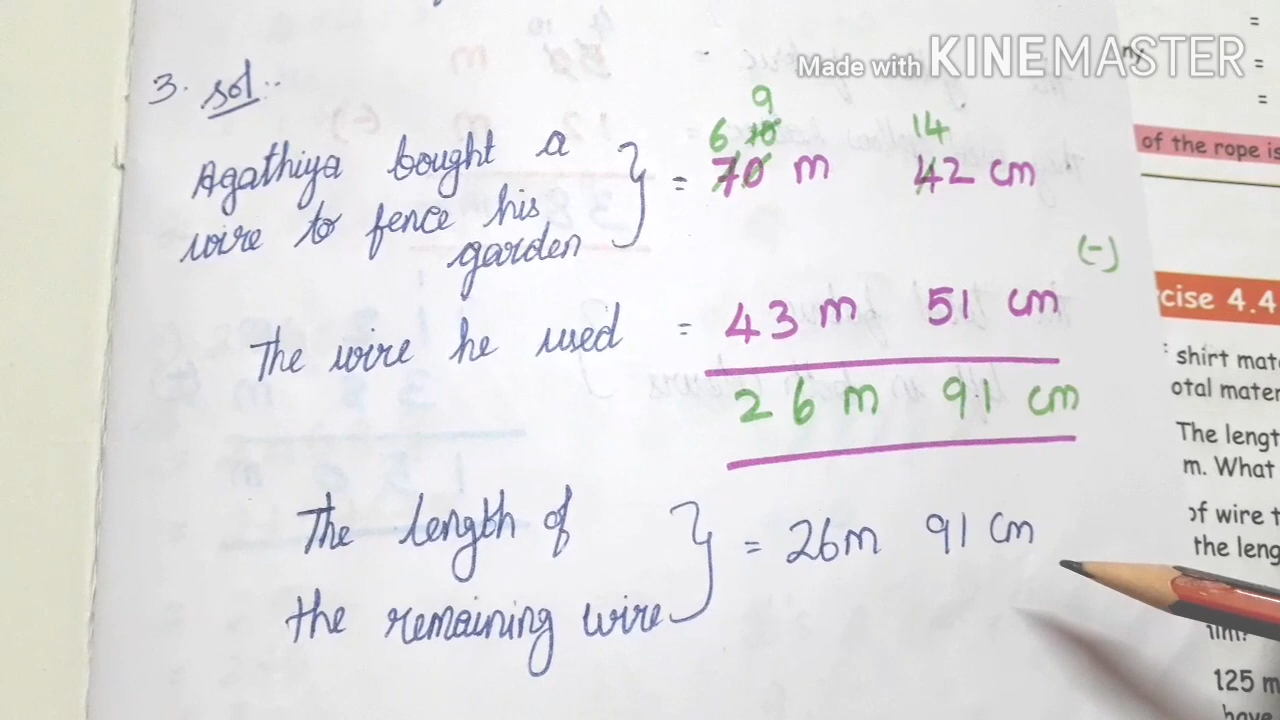 Made with KINEMASTER
3. Sol:-
Agathiya bought a
wire to fence his
garden
6 9 10 14
= 70 m 42 cm
(-)
The wire he used = 43 m 51 cm
26 m 91 cm
The length of
the remaining wire = 26m 91 cm
=
=
=
of the rope is
cise 4.4
shirt mate
otal mater
The lengt
m. What
of wire t
the leng
125 m
have